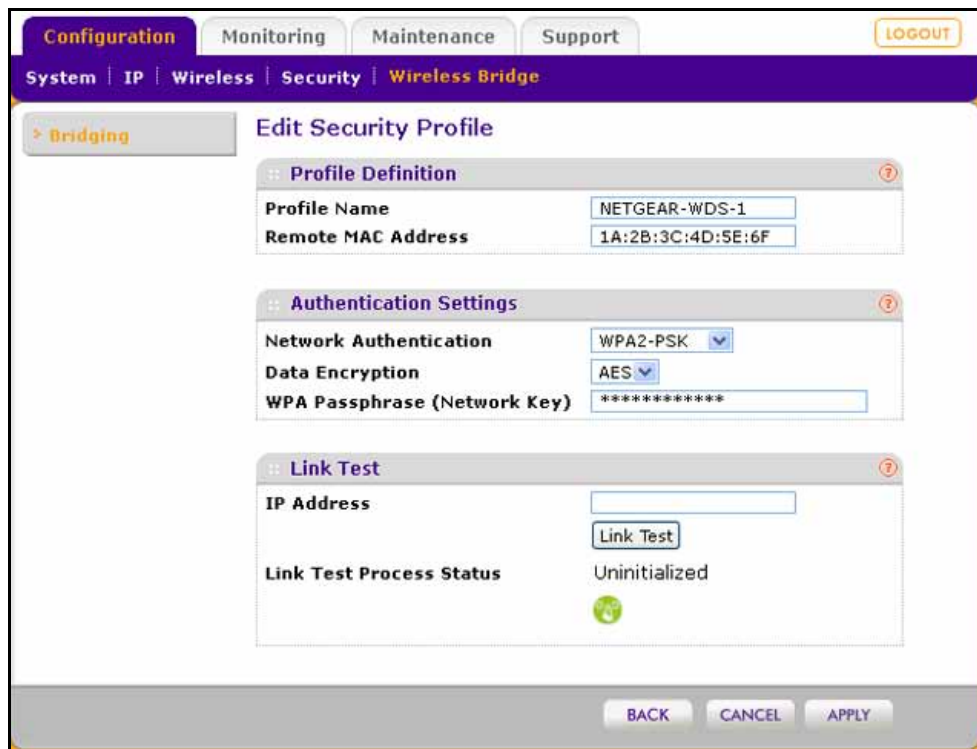 Configuration Monitoring Maintenance Support LOGOUT
System IP Wireless Security Wireless Bridge
> Bridging
Edit Security Profile
Profile Definition ?
Profile Name NETGEAR-WDS-1
Remote MAC Address 1A:2B:3C:4D:5E:6F
Authentication Settings ?
Network Authentication WPA2-PSK
Data Encryption AES
WPA Passphrase (Network Key) ************
Link Test ?
IP Address
Link Test
Link Test Process Status Uninitialized
BACK CANCEL APPLY